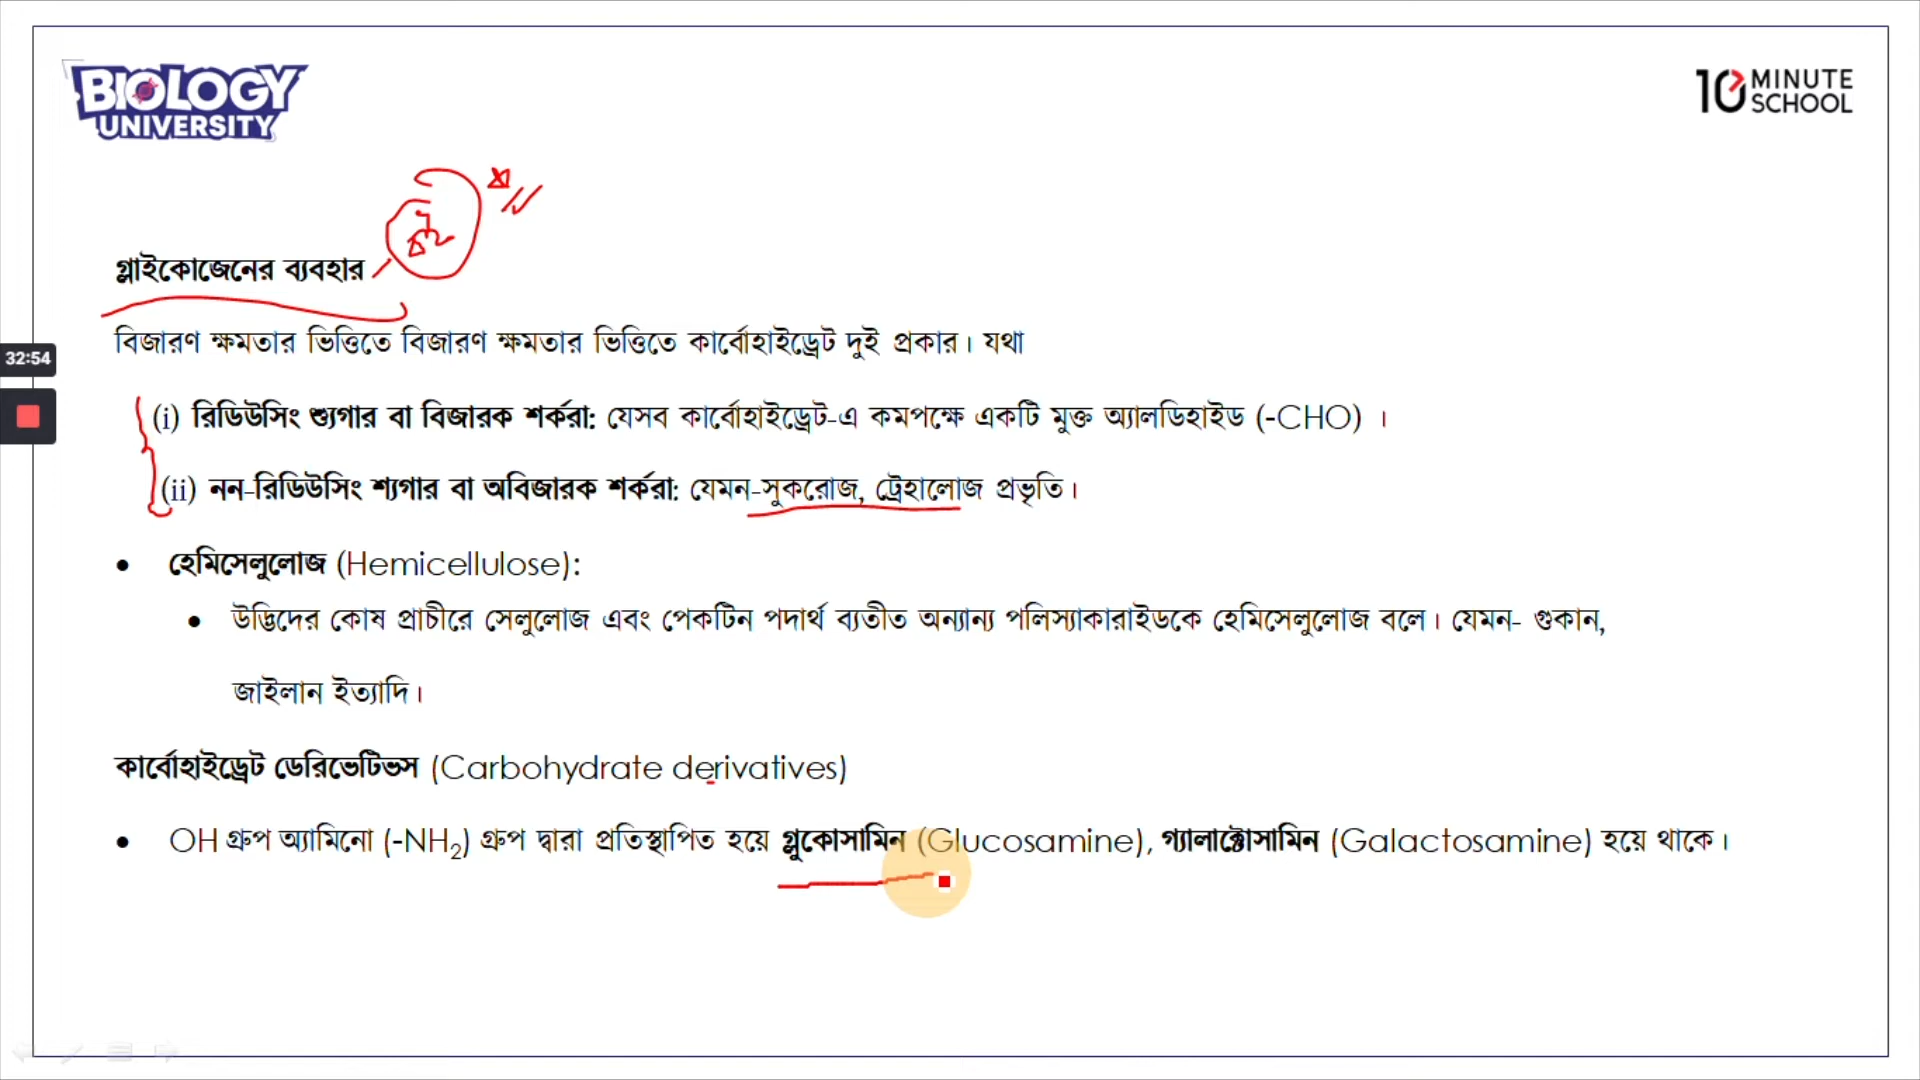 BIOLOGY
UNIVERSITY
10 MINUTE
SCHOOL
গ্লাইকোজেনের ব্যবহার
বিজারণ ক্ষমতার ভিত্তিতে বিজারণ ক্ষমতার ভিত্তিতে কার্বোহাইড্রেট দুই প্রকার। যথা
32:54
(i) রিডিউসিং শ্যুগার বা বিজারক শর্করা: যেসব কার্বোহাইড্রেট-এ কমপক্ষে একটি মুক্ত অ্যালডিহাইড (-CHO) ।
(ii) নন-রিডিউসিং শ্যগার বা অবিজারক শর্করা: যেমন-সুকরোজ, ট্রেহালোজ প্রভৃতি।
• হেমিসেলুলোজ (Hemicellulose):
• উদ্ভিদের কোষ প্রাচীরে সেলুলোজ এবং পেকটিন পদার্থ ব্যতীত অন্যান্য পলিস্যাকারাইডকে হেমিসেলুলোজ বলে। যেমন- গুকান,
জাইলান ইত্যাদি।
কার্বোহাইড্রেট ডেরিভেটিভস (Carbohydrate derivatives)
• OH গ্রুপ অ্যামিনো (-NH₂) গ্রুপ দ্বারা প্রতিস্থাপিত হয়ে গ্লুকোসামিন (Glucosamine), গ্যালাক্টোসামিন (Galactosamine) হয়ে থাকে।